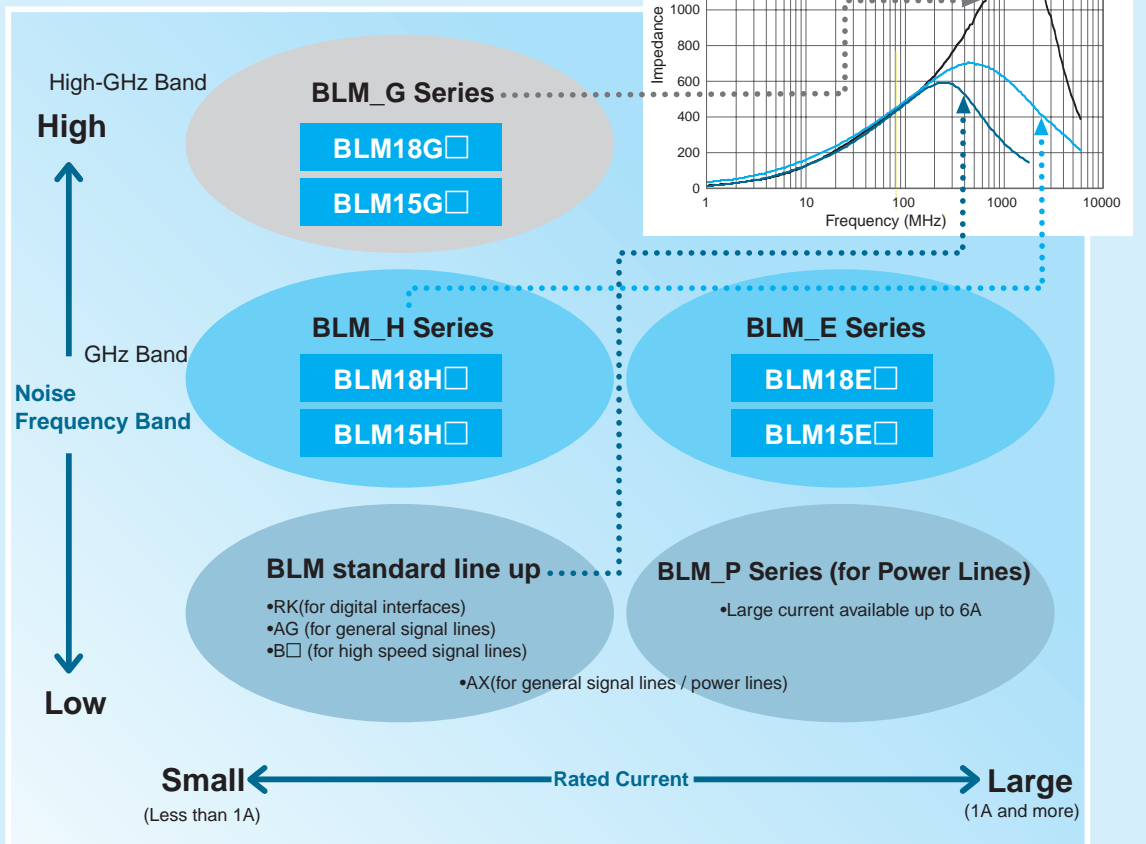 1000
800
600
400
200
0
Impedance
1
10
100
1000
10000
Frequency (MHz)
High-GHz Band
High
BLM_G Series
BLM18G□
BLM15G□
GHz Band
Noise
Frequency Band
BLM_H Series
BLM18H□
BLM15H□
BLM_E Series
BLM18E□
BLM15E□
BLM standard line up
•RK(for digital interfaces)
•AG (for general signal lines)
•B□ (for high speed signal lines)
BLM_P Series (for Power Lines)
•Large current available up to 6A
•AX(for general signal lines / power lines)
Low
Small
(Less than 1A)
Rated Current
Large
(1A and more)